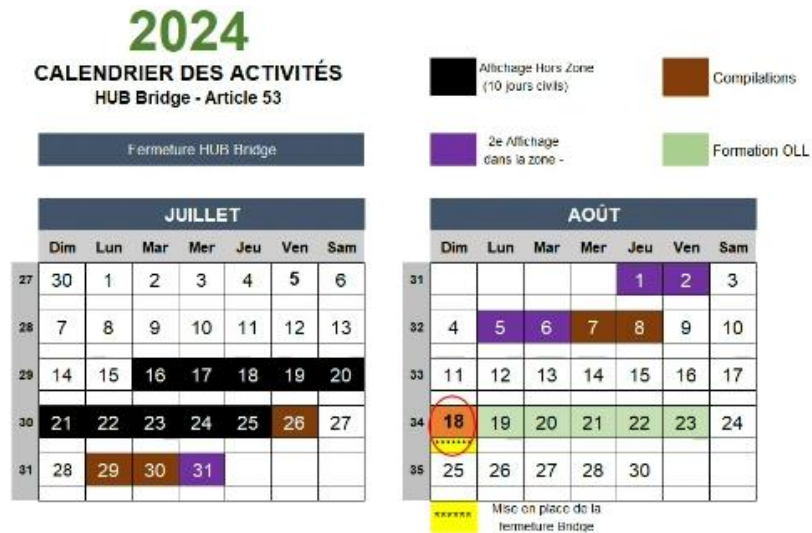 2024
CALENDRIER DES ACTIVITÉS
HUB Bridge - Article 53
Fermeture HUB Bridge
Affichage Hors Zone
(10 jours civils)
Compilations
2e Affichage
dans la zone -
Formation OLL
JUILLET
Dim Lun Mar Mer Jeu Ven Sam
27 30 1 2 3 4 5 6
28 7 8 9 10 11 12 13
29 14 15 16 17 18 19 20
30 21 22 23 24 25 26 27
31 28 29 30 31
AOÛT
Dim Lun Mar Mer Jeu Ven Sam
31 1 2 3
32 4 5 6 7 8 9 10
33 11 12 13 14 15 16 17
34 18 19 20 21 22 23 24
******
35 25 26 27 28 30
****** Mise en place de la
fermeture Bridge